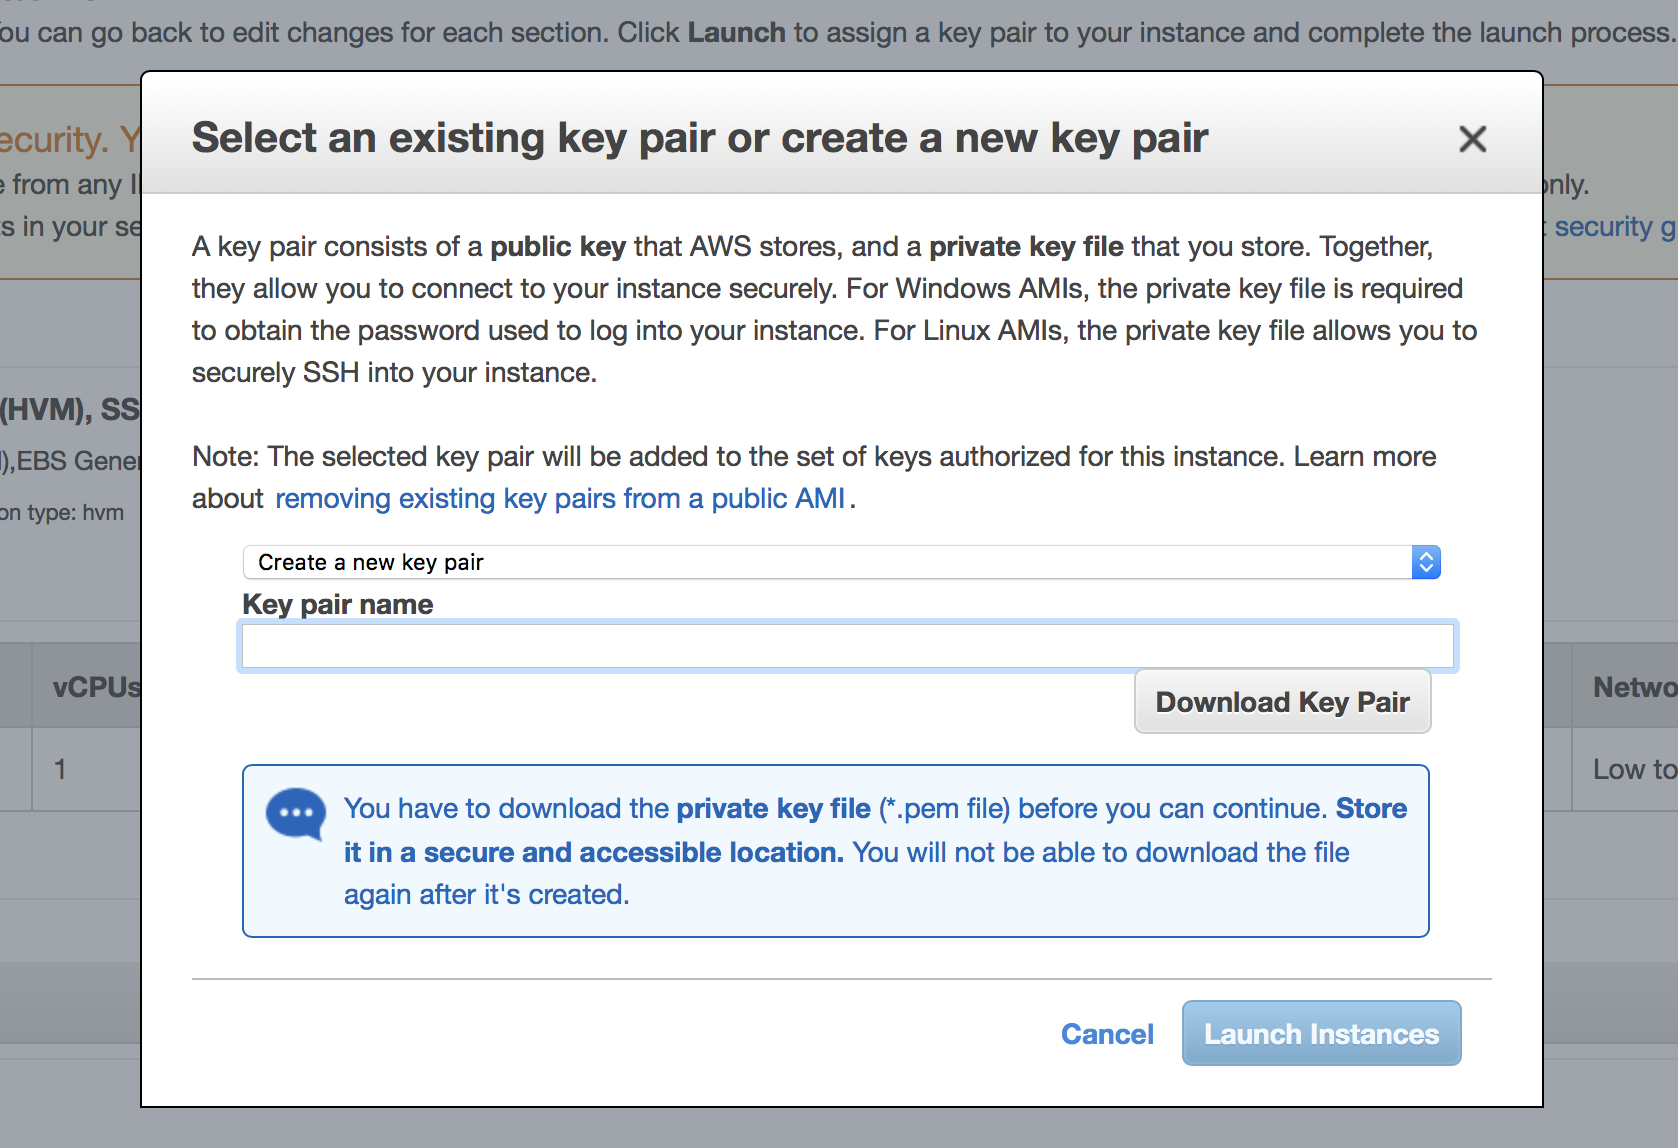 ou can go back to edit changes for each section. Click Launch to assign a key pair to your instance and complete the launch process.
ecurity. Y
e from any I
only.
s in your se
security g
Select an existing key pair or create a new key pair
A key pair consists of a public key that AWS stores, and a private key file that you store. Together,
they allow you to connect to your instance securely. For Windows AMIs, the private key file is required
to obtain the password used to log into your instance. For Linux AMIs, the private key file allows you to
securely SSH into your instance.
(HVM), SS
),EBS Gener
on type: hvm
Note: The selected key pair will be added to the set of keys authorized for this instance. Learn more
about removing existing key pairs from a public AMI.
Create a new key pair
Key pair name
Download Key Pair
vCPUs
Netwo
1
Low to
You have to download the private key file (*.pem file) before you can continue. Store
it in a secure and accessible location. You will not be able to download the file
again after it's created.
Cancel
Launch Instances